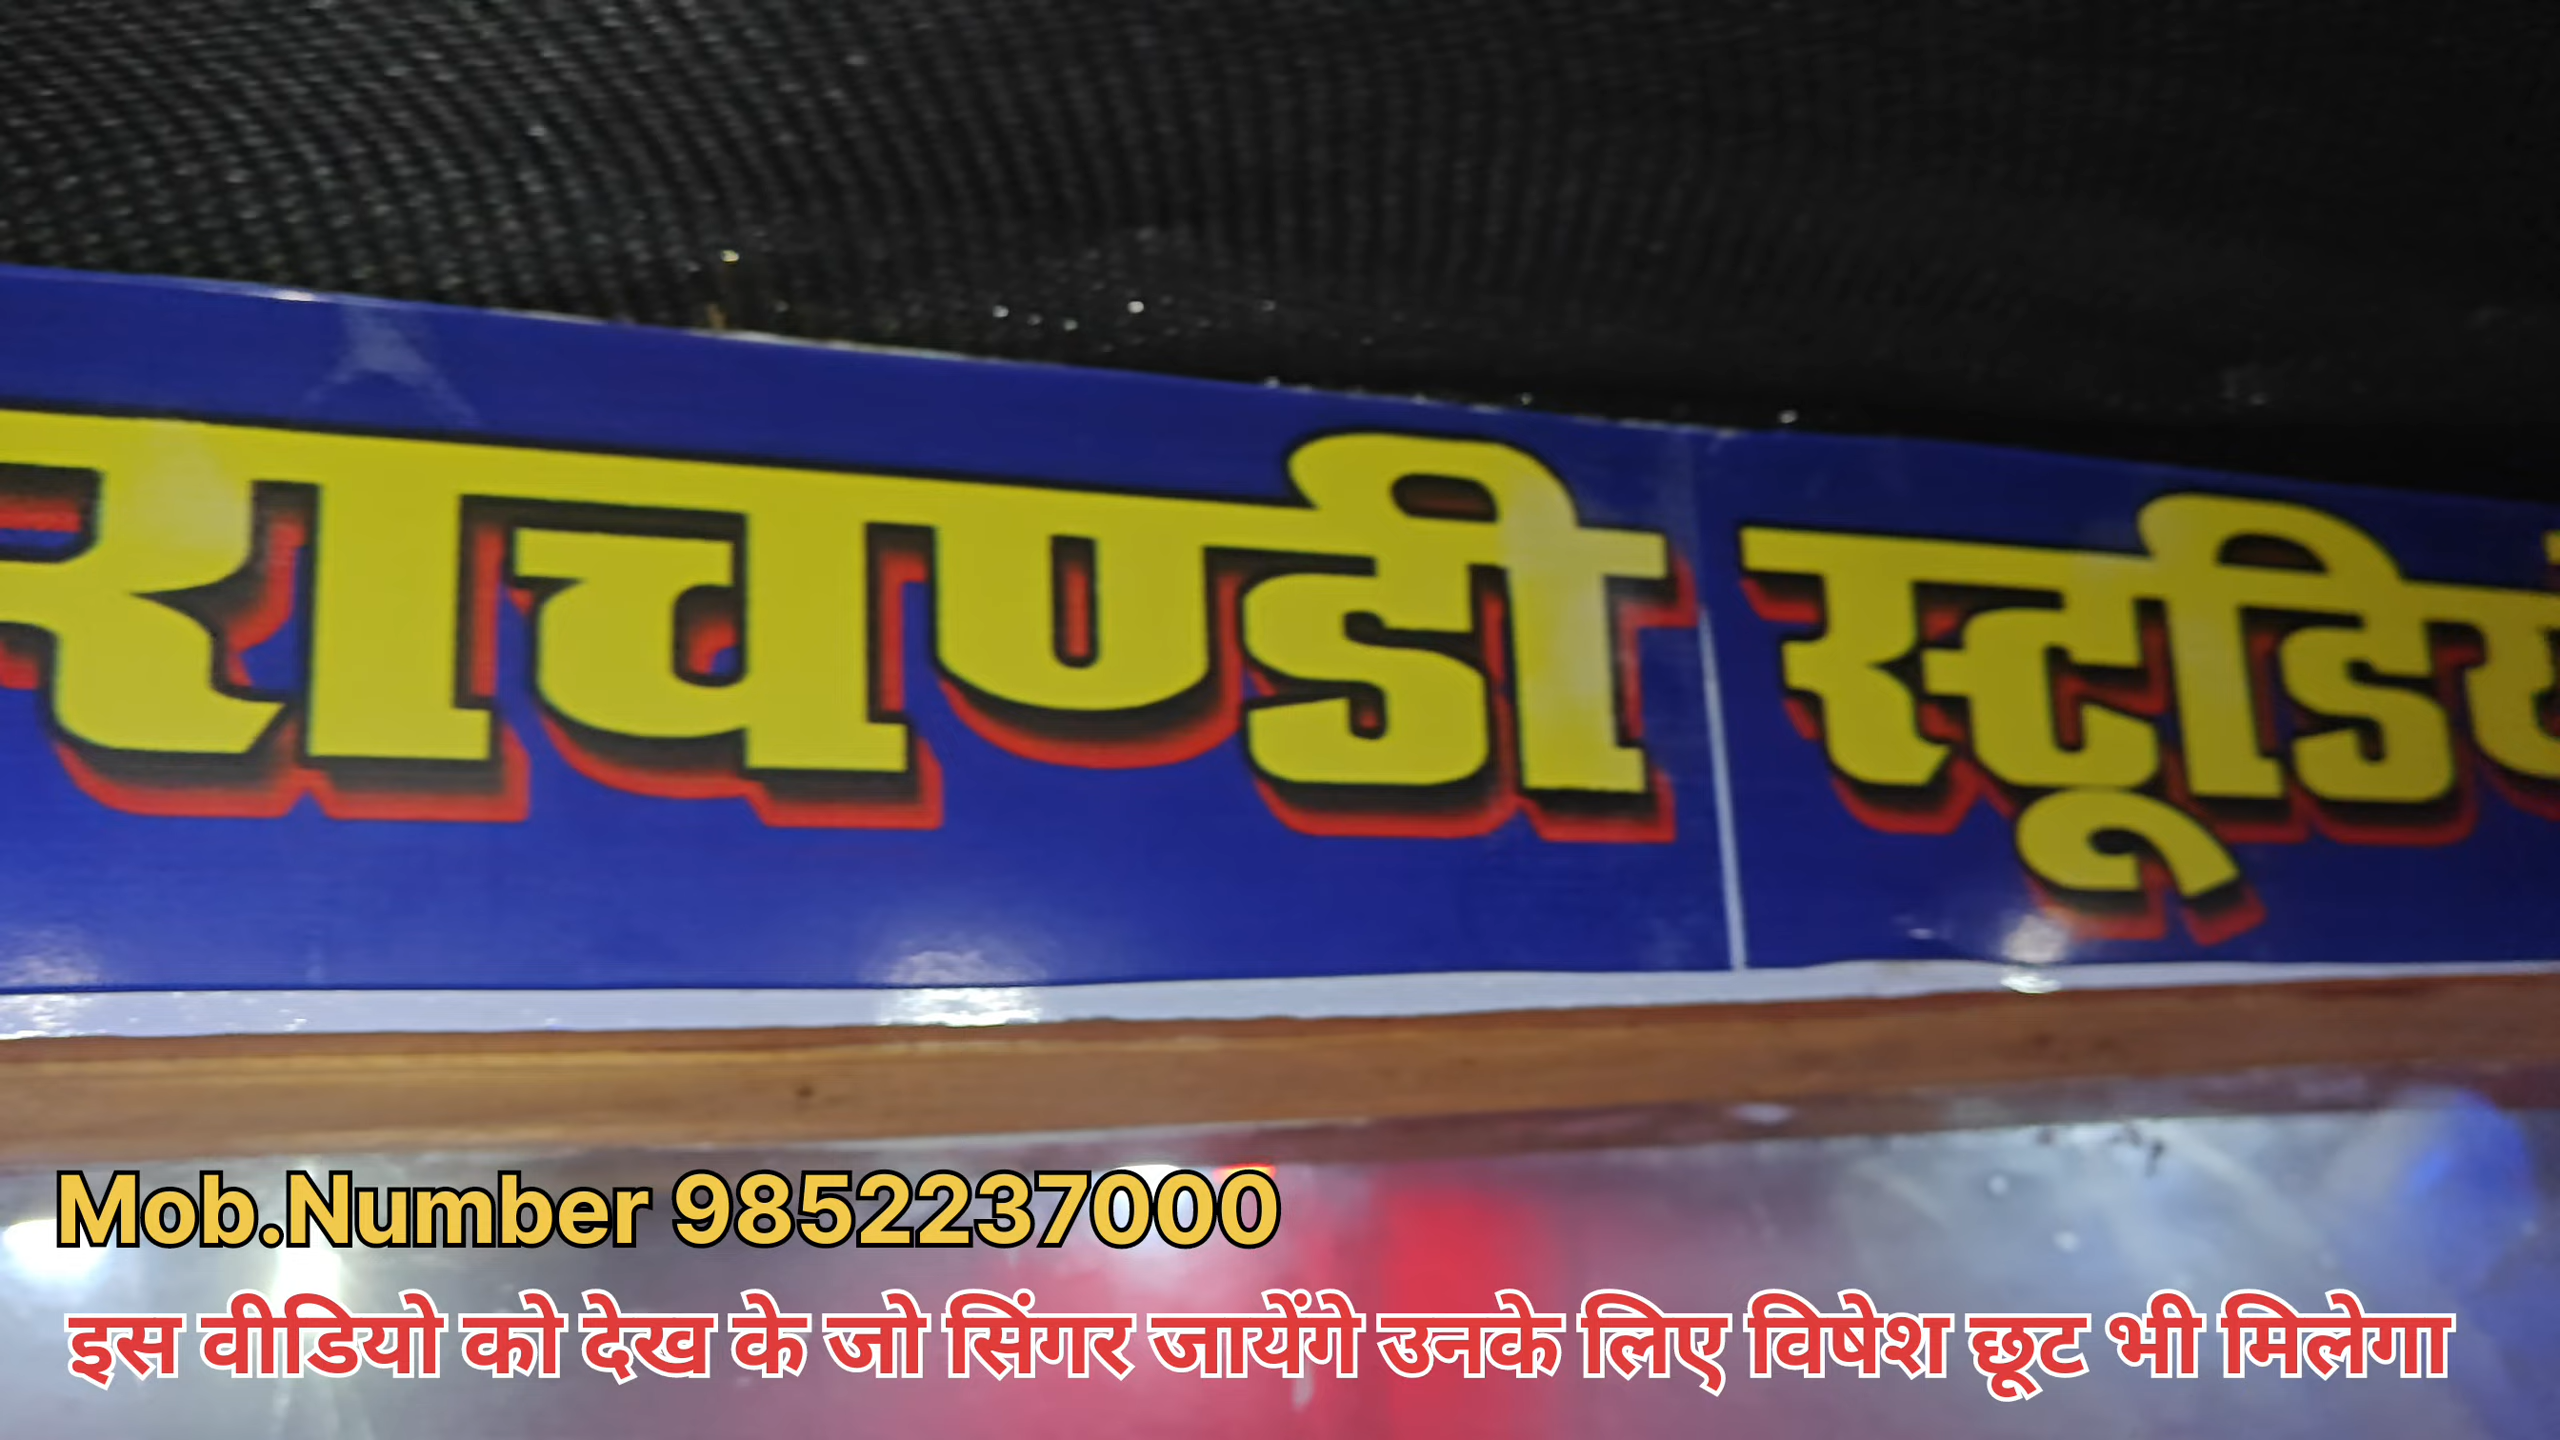 राचण्डी स्टूडियो
Mob.Number 9852237000
इस वीडियो को देख के जो सिंगर जायेंगे उनके लिए विषेश छूट भी मिलेगा